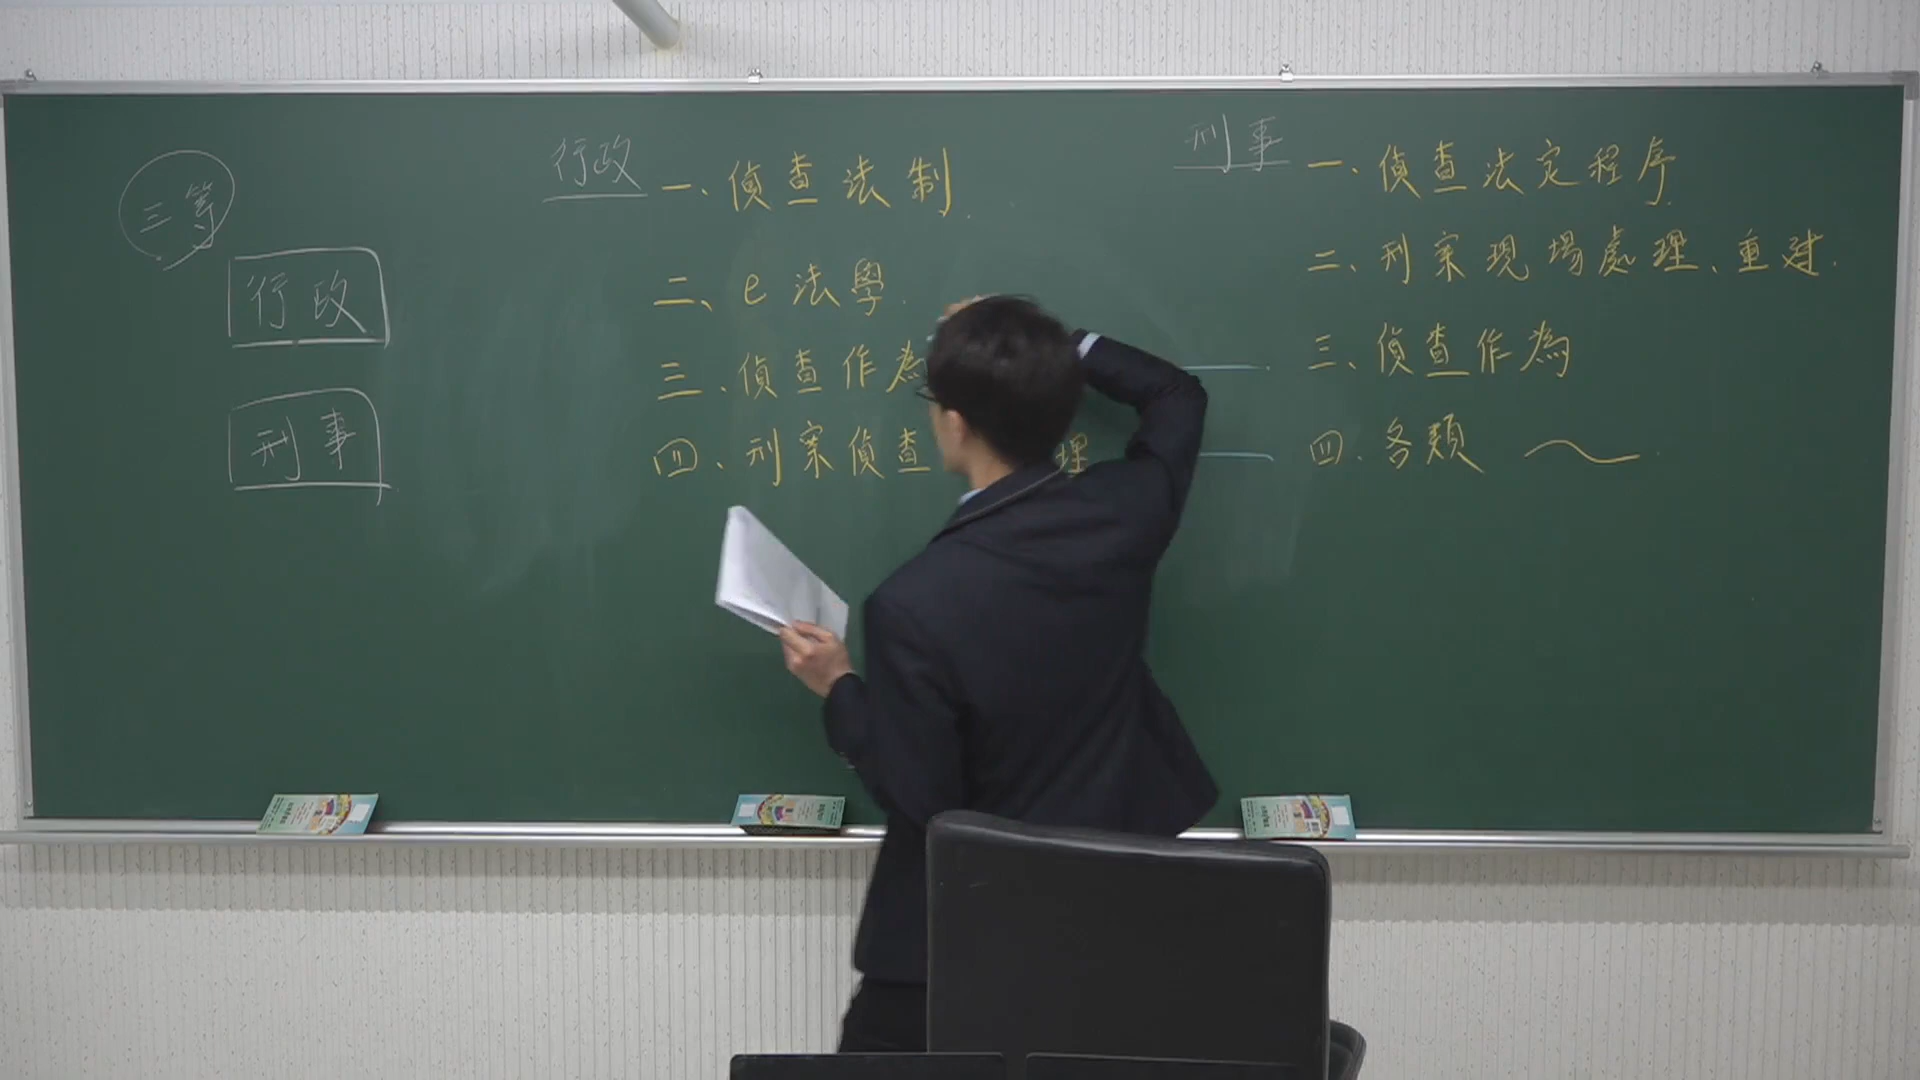 三等
行政
刑事
行政
一、偵查法制
二、e法學
三、偵查作為
四、刑案偵查 理
刑事
一、偵查法定程序
二、刑案現場處理、重建
三、偵查作為
四、各類